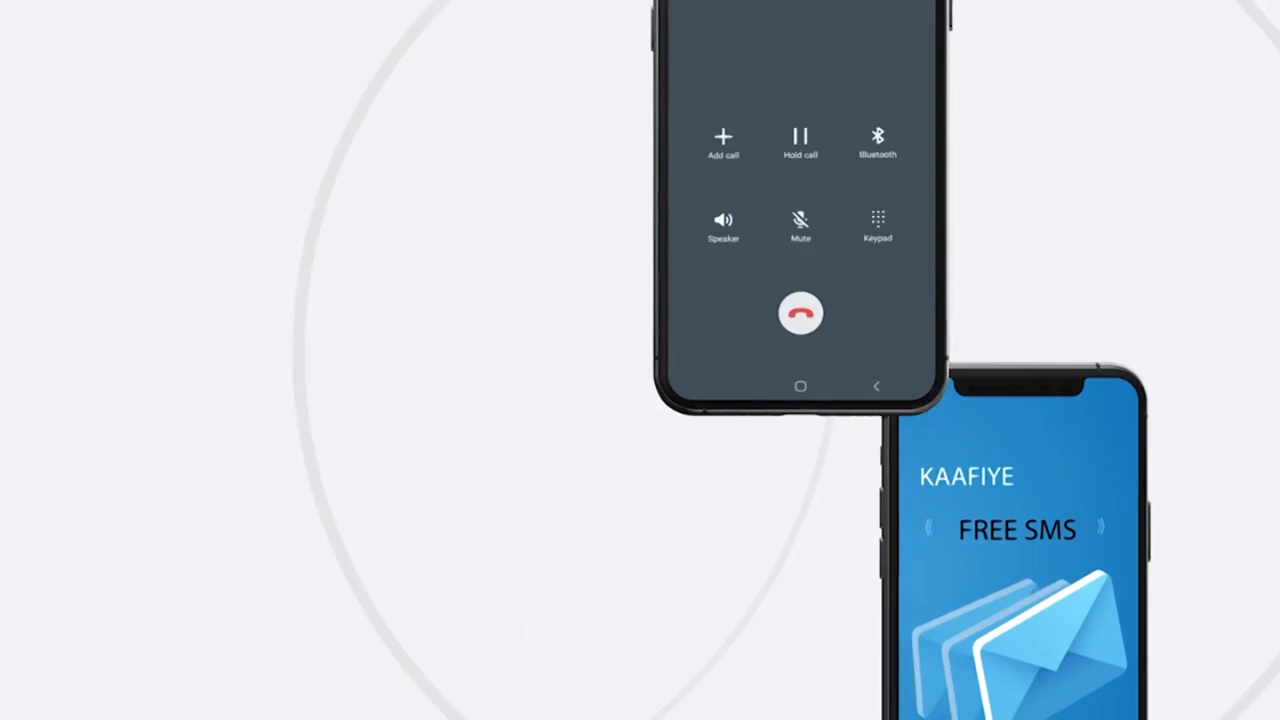 Add call
Hold call
Bluetooth
Speaker
Mute
Keypad
KAAFIYE
FREE SMS